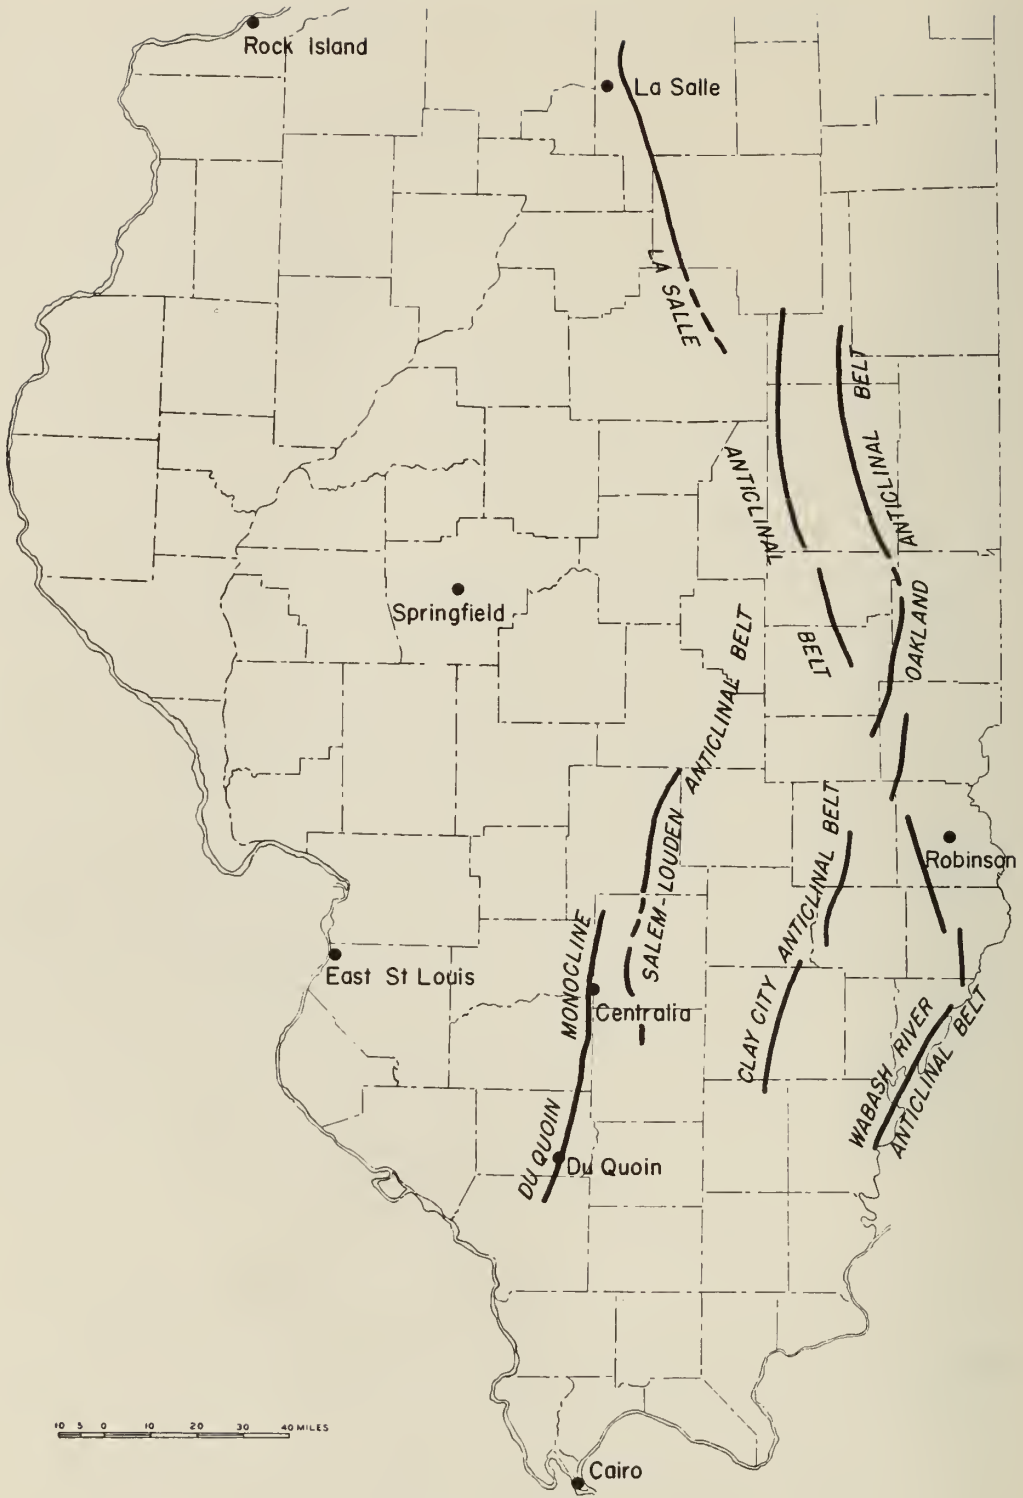 Rock Island
La Salle
LA SALLE
ANTICLINAL
BELT
OAKLAND
ANTICLINAL
BELT
Springfield
SALEM-LOUDEN
ANTICLINAL
BELT
CLAY CITY
ANTICLINAL
BELT
Robinson
East St Louis
DU QUOIN
MONOCLINE
Centralia
WABASH RIVER
ANTICLINAL BELT
Du Quoin
10 5 0 10 20 30 40 MILES
Cairo